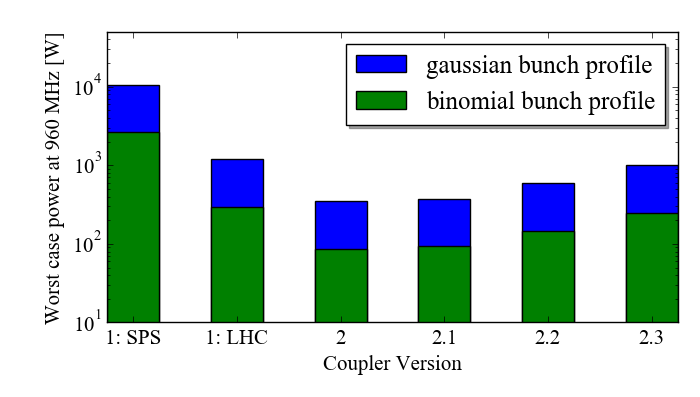 gaussian bunch profile
binomial bunch profile
Worst case power at 960 MHz [W]
10^4
10^3
10^2
10^1
1: SPS 1: LHC 2 2.1 2.2 2.3
Coupler Version